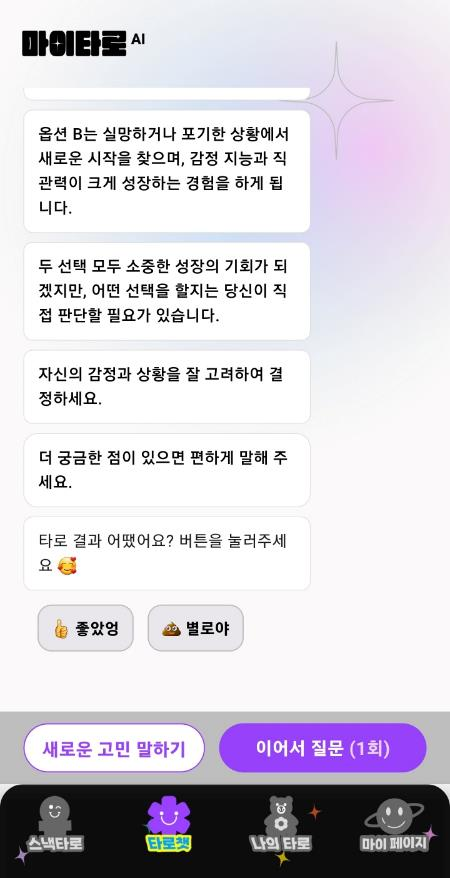 마이타로 AI
옵션 B는 실망하거나 포기한 상황에서
새로운 시작을 찾으며, 감정 지능과 직
관력이 크게 성장하는 경험을 하게 됩
니다.
두 선택 모두 소중한 성장의 기회가 되
겠지만, 어떤 선택을 할지는 당신이 직
접 판단할 필요가 있습니다.
자신의 감정과 상황을 잘 고려하여 결
정하세요.
더 궁금한 점이 있으면 편하게 말해 주
세요.
타로 결과 어땠어요? 버튼을 눌러주세
요 🥰
👍 좋았엉
💩 별로야
새로운 고민 말하기
이어서 질문 (1회)
스낵타로
타로챗
나의 타로
마이 페이지